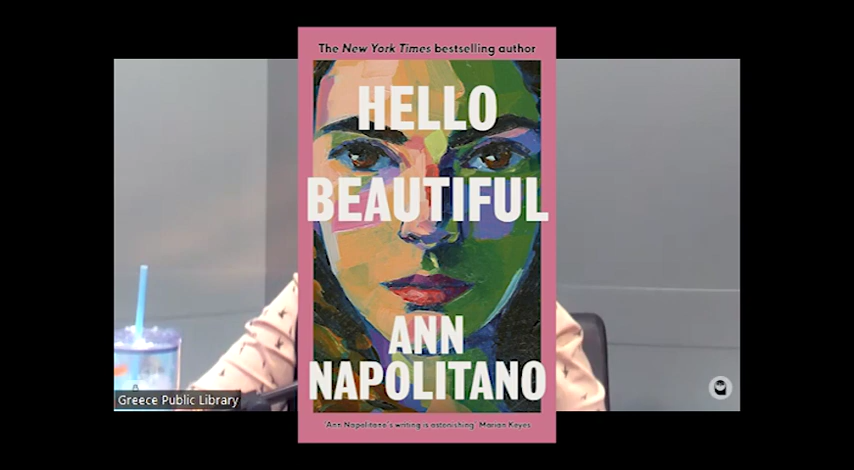 The New York Times bestselling author
HELLO
BEAUTIFUL
ANN
NAPOLITANO
'Ann Napolitano's writing is astonishing' Marian Keyes
Greece Public Library